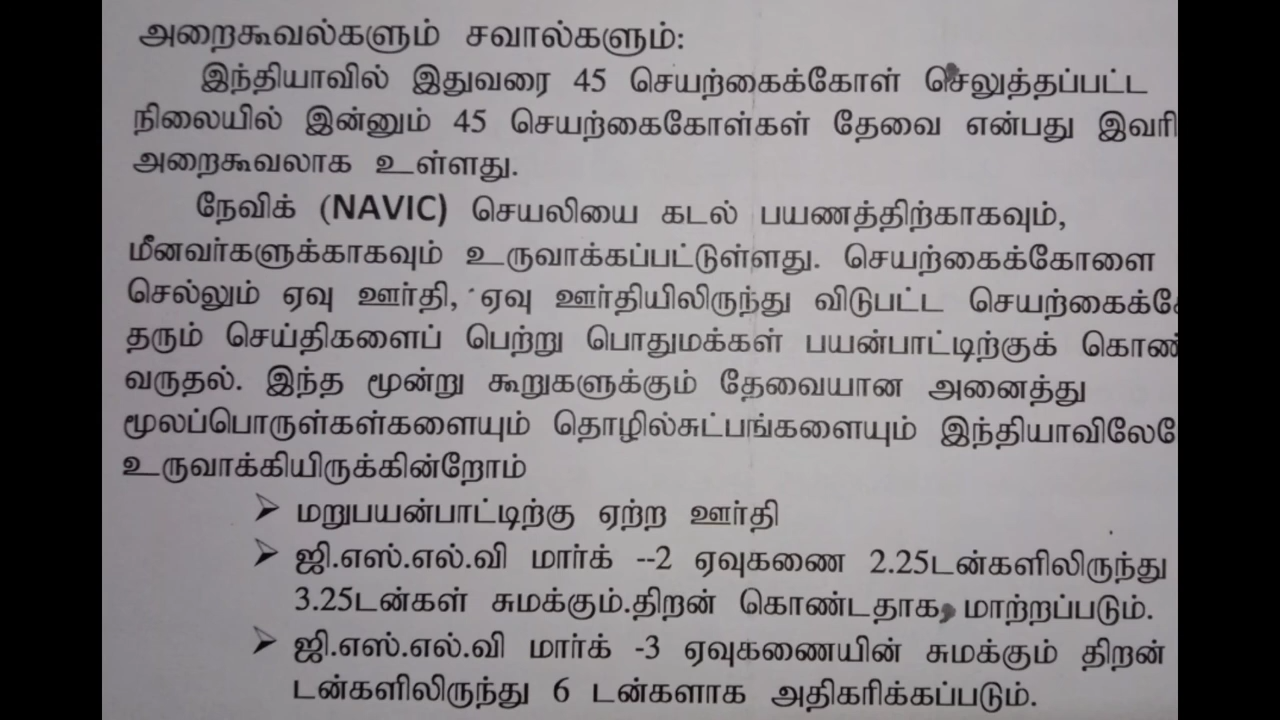 அறைகூவல்களும் சவால்களும்:
இந்தியாவில் இதுவரை 45 செயற்கைக்கோள் செலுத்தப்பட்ட
நிலையில் இன்னும் 45 செயற்கைகோள்கள் தேவை என்பது
அறைகூவலாக உள்ளது.
நேவிக் (NAVIC) செயலியை கடல் பயணத்திற்காகவும்,
மீனவர்களுக்காகவும் உருவாக்கப்பட்டுள்ளது. செயற்கைக்கோளை
செல்லும் ஏவு ஊர்தி, ஏவு ஊர்தியிலிருந்து விடுபட்ட
தரும் செய்திகளைப் பெற்று பொதுமக்கள் பயன்பாட்டிற்குக்
வருதல். இந்த மூன்று கூறுகளுக்கும் தேவையான அனைத்து
மூலப்பொருள்கள்களையும் தொழில்சுட்பங்களையும்
உருவாக்கியிருக்கின்றோம்
➢ மறுபயன்பாட்டிற்கு ஏற்ற ஊர்தி
➢ ஜி.எஸ்.எல்.வி மார்க் --2 ஏவுகணை 2.25டன்களிலிருந்து
3.25டன்கள் சுமக்கும்.திறன் கொண்டதாக, மாற்றப்படும்.
➢ ஜி.எஸ்.எல்.வி மார்க் -3 ஏவுகணையின் சுமக்கும் திறன்
டன்களிலிருந்து 6 டன்களாக அதிகரிக்கப்படும்.